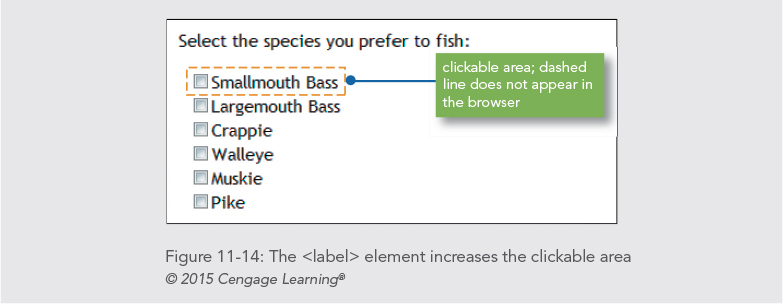 Select the species you prefer to fish:
clickable area; dashed
line does not appear in
the browser
Smallmouth Bass
Largemouth Bass
Crappie
Walleye
Muskie
Pike
Figure 11-14: The <label> element increases the clickable area
© 2015 Cengage Learning®